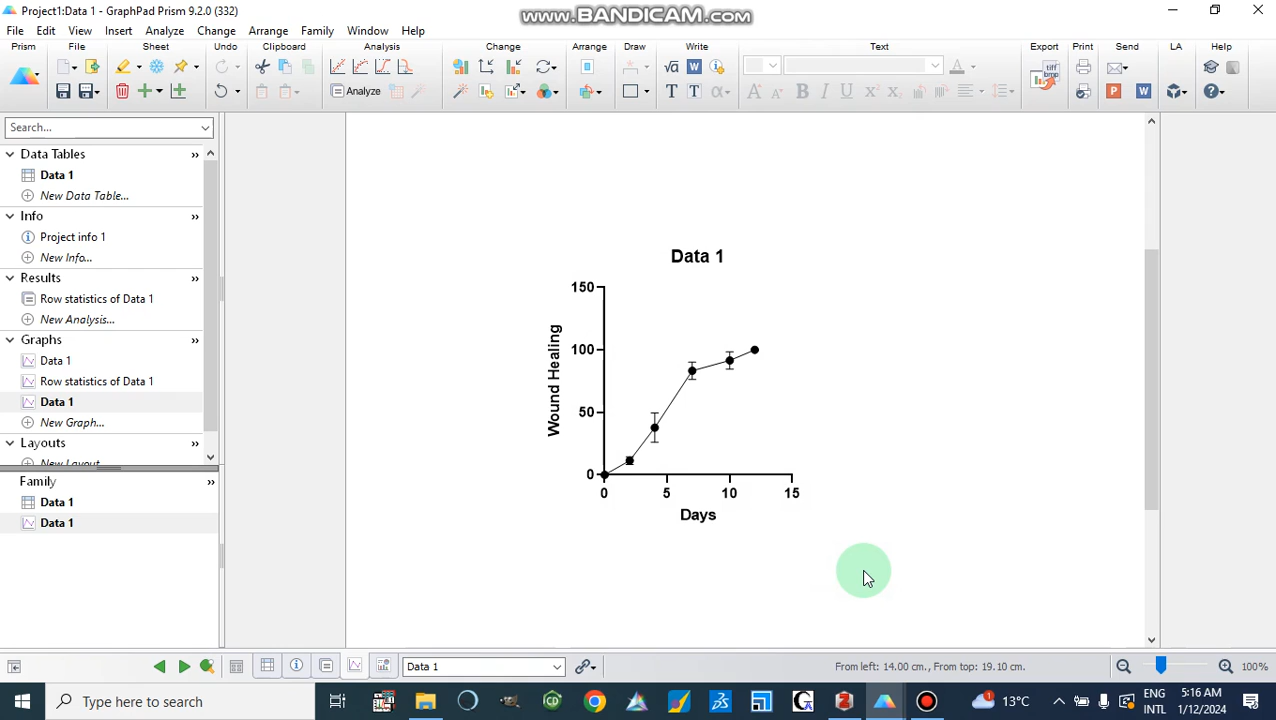 Project1:Data 1 - GraphPad Prism 9.2.0 (332)
www.BANDICAM.com
File Edit View Insert Analyze Change Arrange Family Window Help
Prism File Sheet Undo Clipboard Analysis Change Arrange Draw Write Text Export Print Send LA Help
Analyze
Search...
Data Tables
Data 1
New Data Table...
Info
Project info 1
New Info...
Results
Row statistics of Data 1
New Analysis...
Graphs
Data 1
Row statistics of Data 1
Data 1
New Graph...
Layouts
New Layout
Family
Data 1
Data 1
Data 1
150
100
50
0
Wound Healing
0 5 10 15
Days
Data 1
From left: 14.00 cm, From top: 19.10 cm.
100%
Type here to search
13°C
ENG
INTL
5:16 AM
1/12/2024